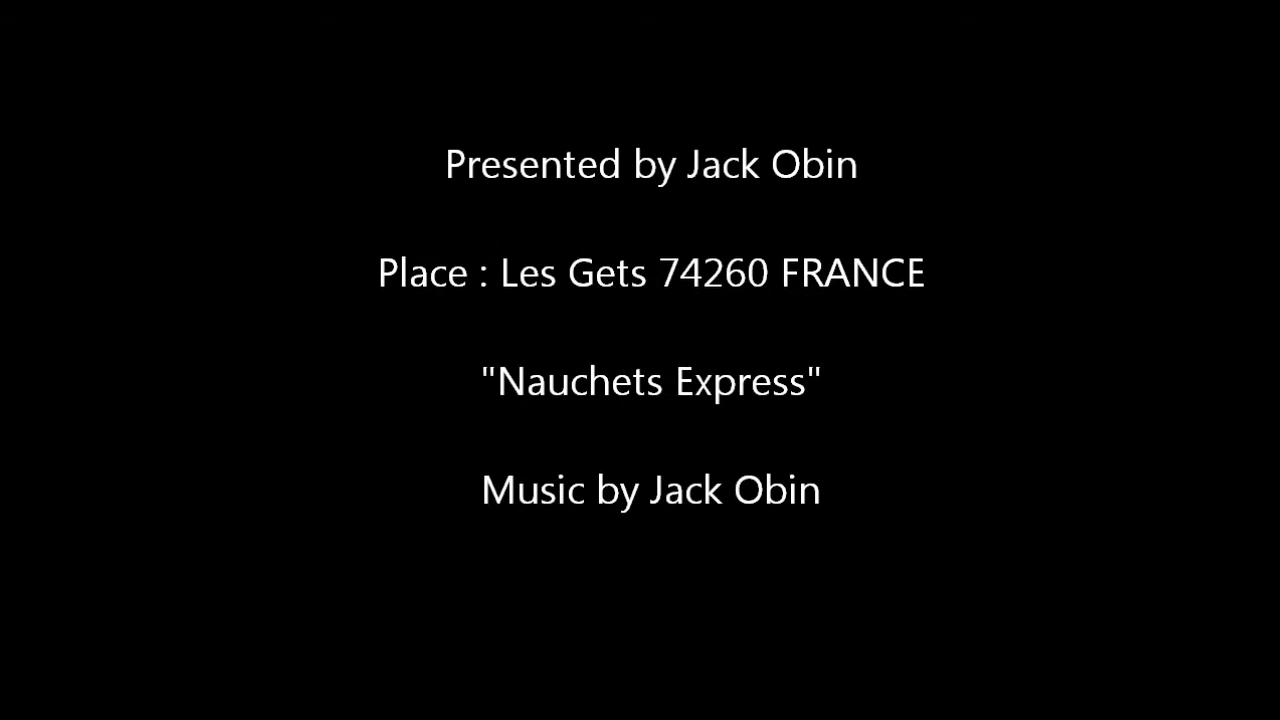 Presented by Jack Obin
Place : Les Gets 74260 FRANCE
"Nauchets Express"
Music by Jack Obin